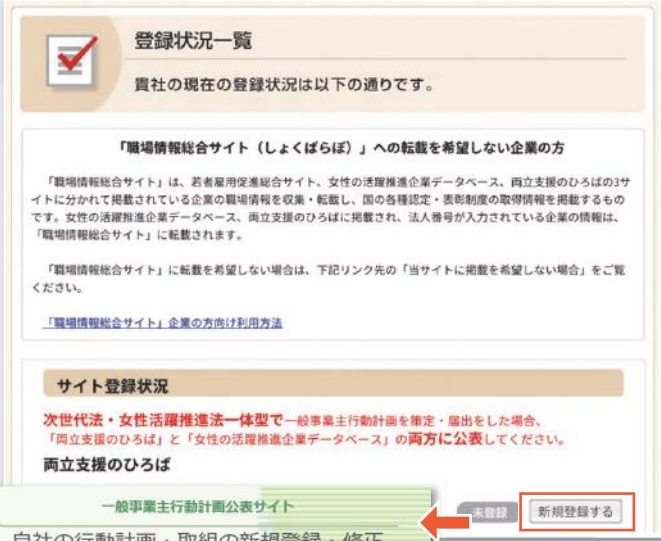 登録状況一覧
貴社の現在の登録状況は以下の通りです。
「職場情報総合サイト（しょくばらぼ）」への転載を希望しない企業の方
「職場情報総合サイト」は、若者雇用促進総合サイト、女性の活躍推進企業データベース、両立支援のひろばの3サ
イトに分かれて掲載されている企業の職場情報を収集・転載し、国の各種認定・表彰制度の取得情報を掲載するもの
です。女性の活躍推進企業データベース、両立支援のひろばに掲載され、法人番号が入力されている企業の情報は、
「職場情報総合サイト」に転載されます。
「職場情報総合サイト」に転載を希望しない場合は、下記リンク先の「当サイトに掲載を希望しない場合」をご覧
ください。
「職場情報総合サイト」企業の方向け利用方法
サイト登録状況
次世代法・女性活躍推進法一体型で一般事業主行動計画を策定・届出をした場合、
「両立支援のひろば」と「女性の活躍推進企業データベース」の両方に公表してください。
両立支援のひろば
一般事業主行動計画公表サイト
未登録 新規登録する
自社の行動計画・取組の新規登録・修正